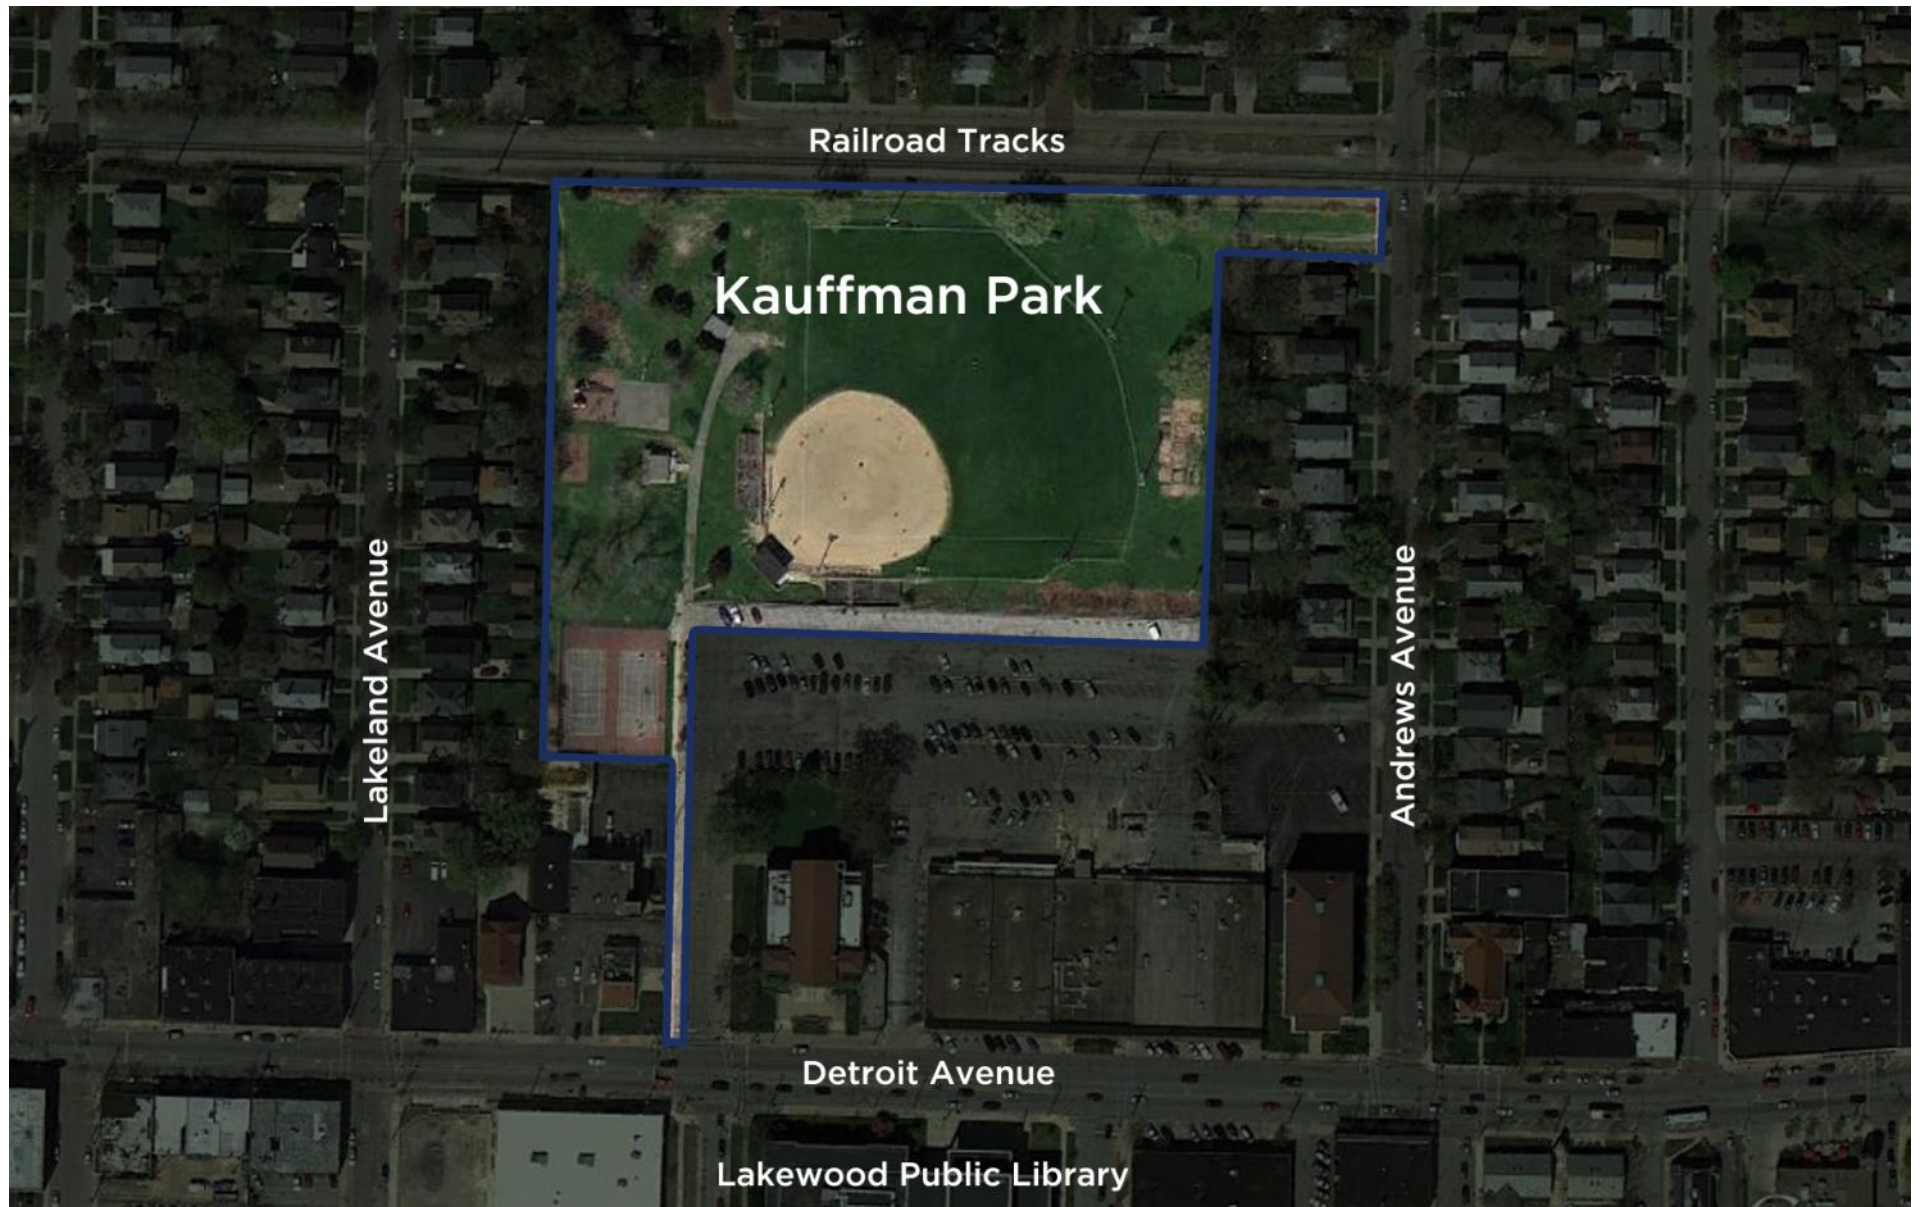 Railroad Tracks
Kauffman Park
Lakeland Avenue
Andrews Avenue
Detroit Avenue
Lakewood Public Library